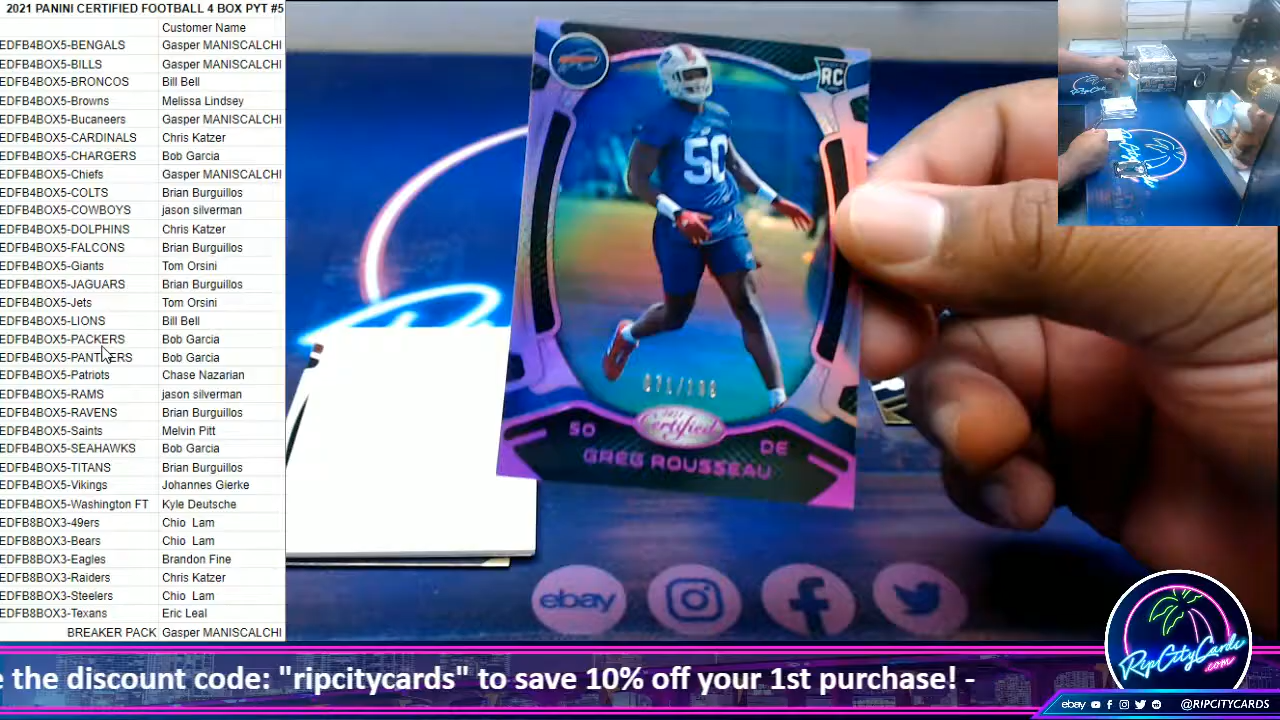 2021 PANINI CERTIFIED FOOTBALL 4 BOX PYT #5
Customer Name
EDFB4BOX5-BENGALS Gasper MANISCALCHI
EDFB4BOX5-BILLS Gasper MANISCALCHI
EDFB4BOX5-BRONCOS Bill Bell
EDFB4BOX5-Browns Melissa Lindsey
EDFB4BOX5-Bucaneers Gasper MANISCALCHI
EDFB4BOX5-CARDINALS Chris Katzer
EDFB4BOX5-CHARGERS Bob Garcia
EDFB4BOX5-Chiefs Gasper MANISCALCHI
EDFB4BOX5-COLTS Brian Burguillos
EDFB4BOX5-COWBOYS jason silverman
EDFB4BOX5-DOLPHINS Chris Katzer
EDFB4BOX5-FALCONS Brian Burguillos
EDFB4BOX5-Giants Tom Orsini
EDFB4BOX5-JAGUARS Brian Burguillos
EDFB4BOX5-Jets Tom Orsini
EDFB4BOX5-LIONS Bill Bell
EDFB4BOX5-PACKERS Bob Garcia
EDFB4BOX5-PANTHERS Bob Garcia
EDFB4BOX5-Patriots Chase Nazarian
EDFB4BOX5-RAMS jason silverman
EDFB4BOX5-RAVENS Brian Burguillos
EDFB4BOX5-Saints Melvin Pitt
EDFB4BOX5-SEAHAWKS Bob Garcia
EDFB4BOX5-TITANS Brian Burguillos
EDFB4BOX5-Vikings Johannes Gierke
EDFB4BOX5-Washington FT Kyle Deutsche
EDFB8BOX3-49ers Chio Lam
EDFB8BOX3-Bears Chio Lam
EDFB8BOX3-Eagles Brandon Fine
EDFB8BOX3-Raiders Chris Katzer
EDFB8BOX3-Steelers Chio Lam
EDFB8BOX3-Texans Eric Leal
BREAKER PACK Gasper MANISCALCHI
RC
50
Certified
50 DE
GREG ROUSSEAU
ebay
e the discount code: "ripcitycards" to save 10% off your 1st purchase! -
RipCityCards
.com
ebay @RIPCITYCARDS